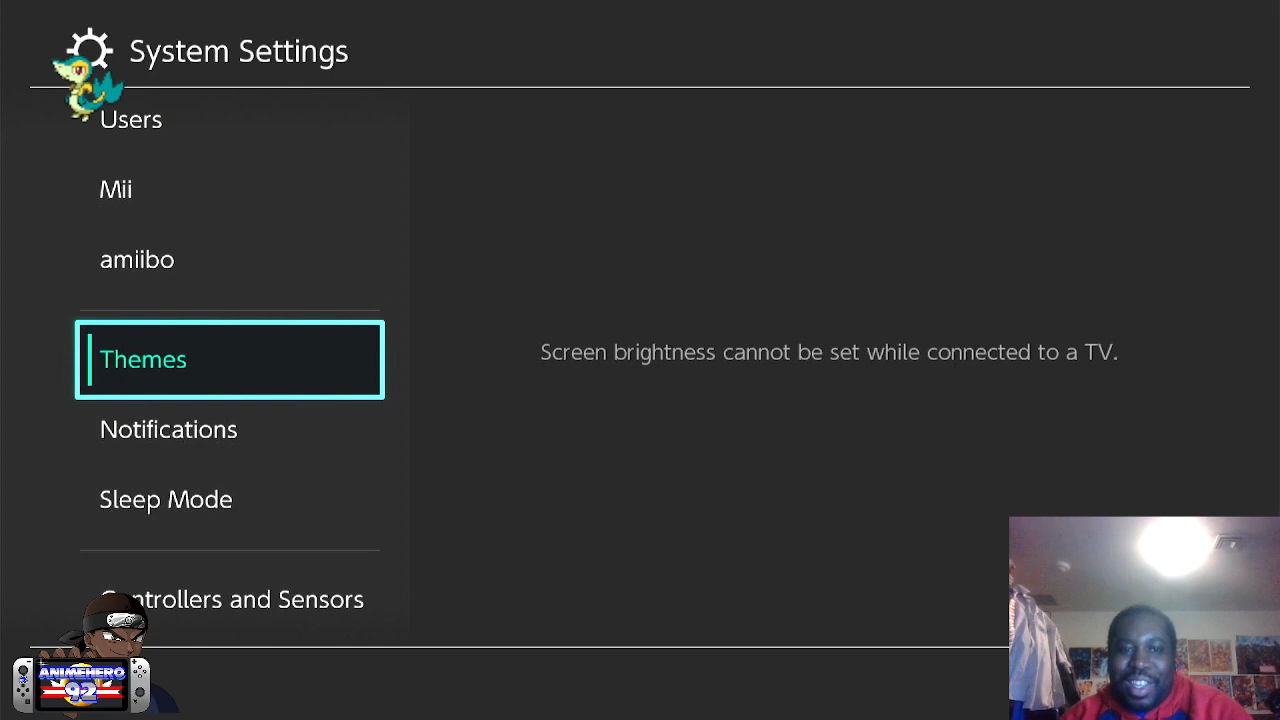 System Settings
Users
Mii
amiibo
Themes
Screen brightness cannot be set while connected to a TV.
Notifications
Sleep Mode
Controllers and Sensors
ANIMEHERO
92